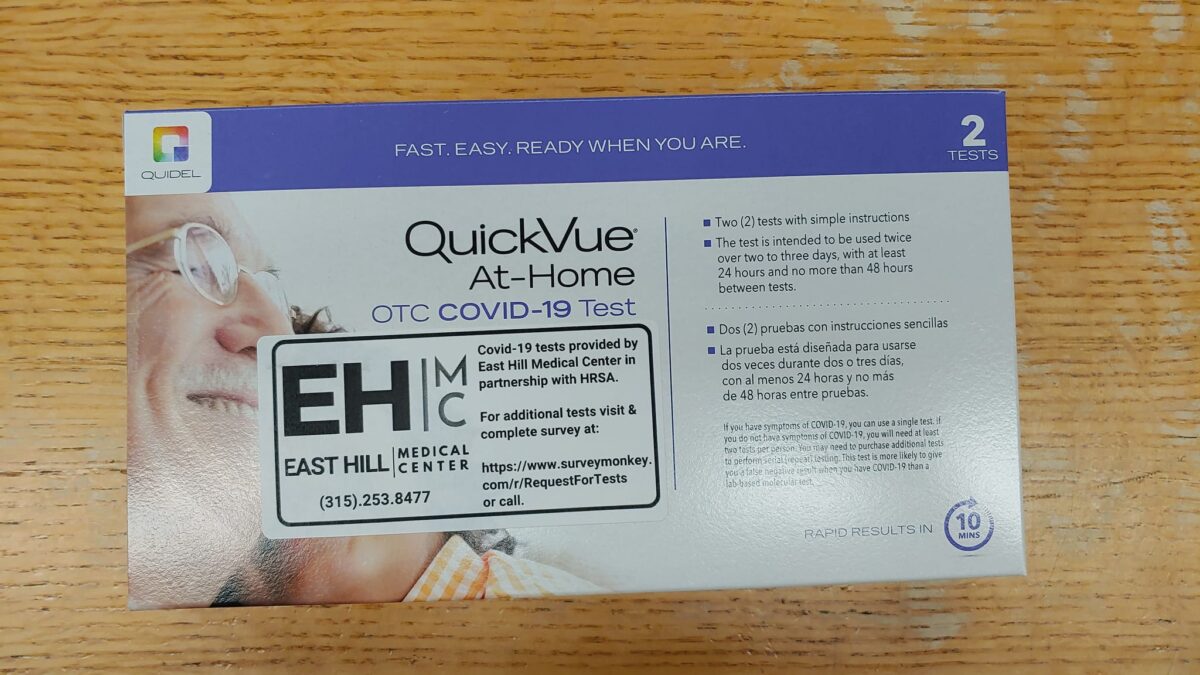 QUIDEL
FAST. EASY. READY WHEN YOU ARE.
2
TESTS
QuickVue®
At-Home
OTC COVID-19 Test
EH MC
EAST HILL MEDICAL CENTER
(315).253.8477
Covid-19 tests provided by
East Hill Medical Center in
partnership with HRSA.
For additional tests visit &
complete survey at:
https://www.surveymonkey.
com/r/RequestForTests
or call.
Two (2) tests with simple instructions
The test is intended to be used twice
over two to three days, with at least
24 hours and no more than 48 hours
between tests.
Dos (2) pruebas con instrucciones sencillas
La prueba está diseñada para usarse
dos veces durante dos o tres días,
con al menos 24 horas y no más
de 48 horas entre pruebas.
If you have symptoms of COVID-19, you can use a single test. If
you do not have symptoms of COVID-19, you will need at least
two tests per person. You may need to purchase additional tests
to perform serial (repeat) testing. This test is more likely to give
you a false negative result when you have COVID-19 than a
lab-based molecular test.
RAPID RESULTS IN
10
MINS